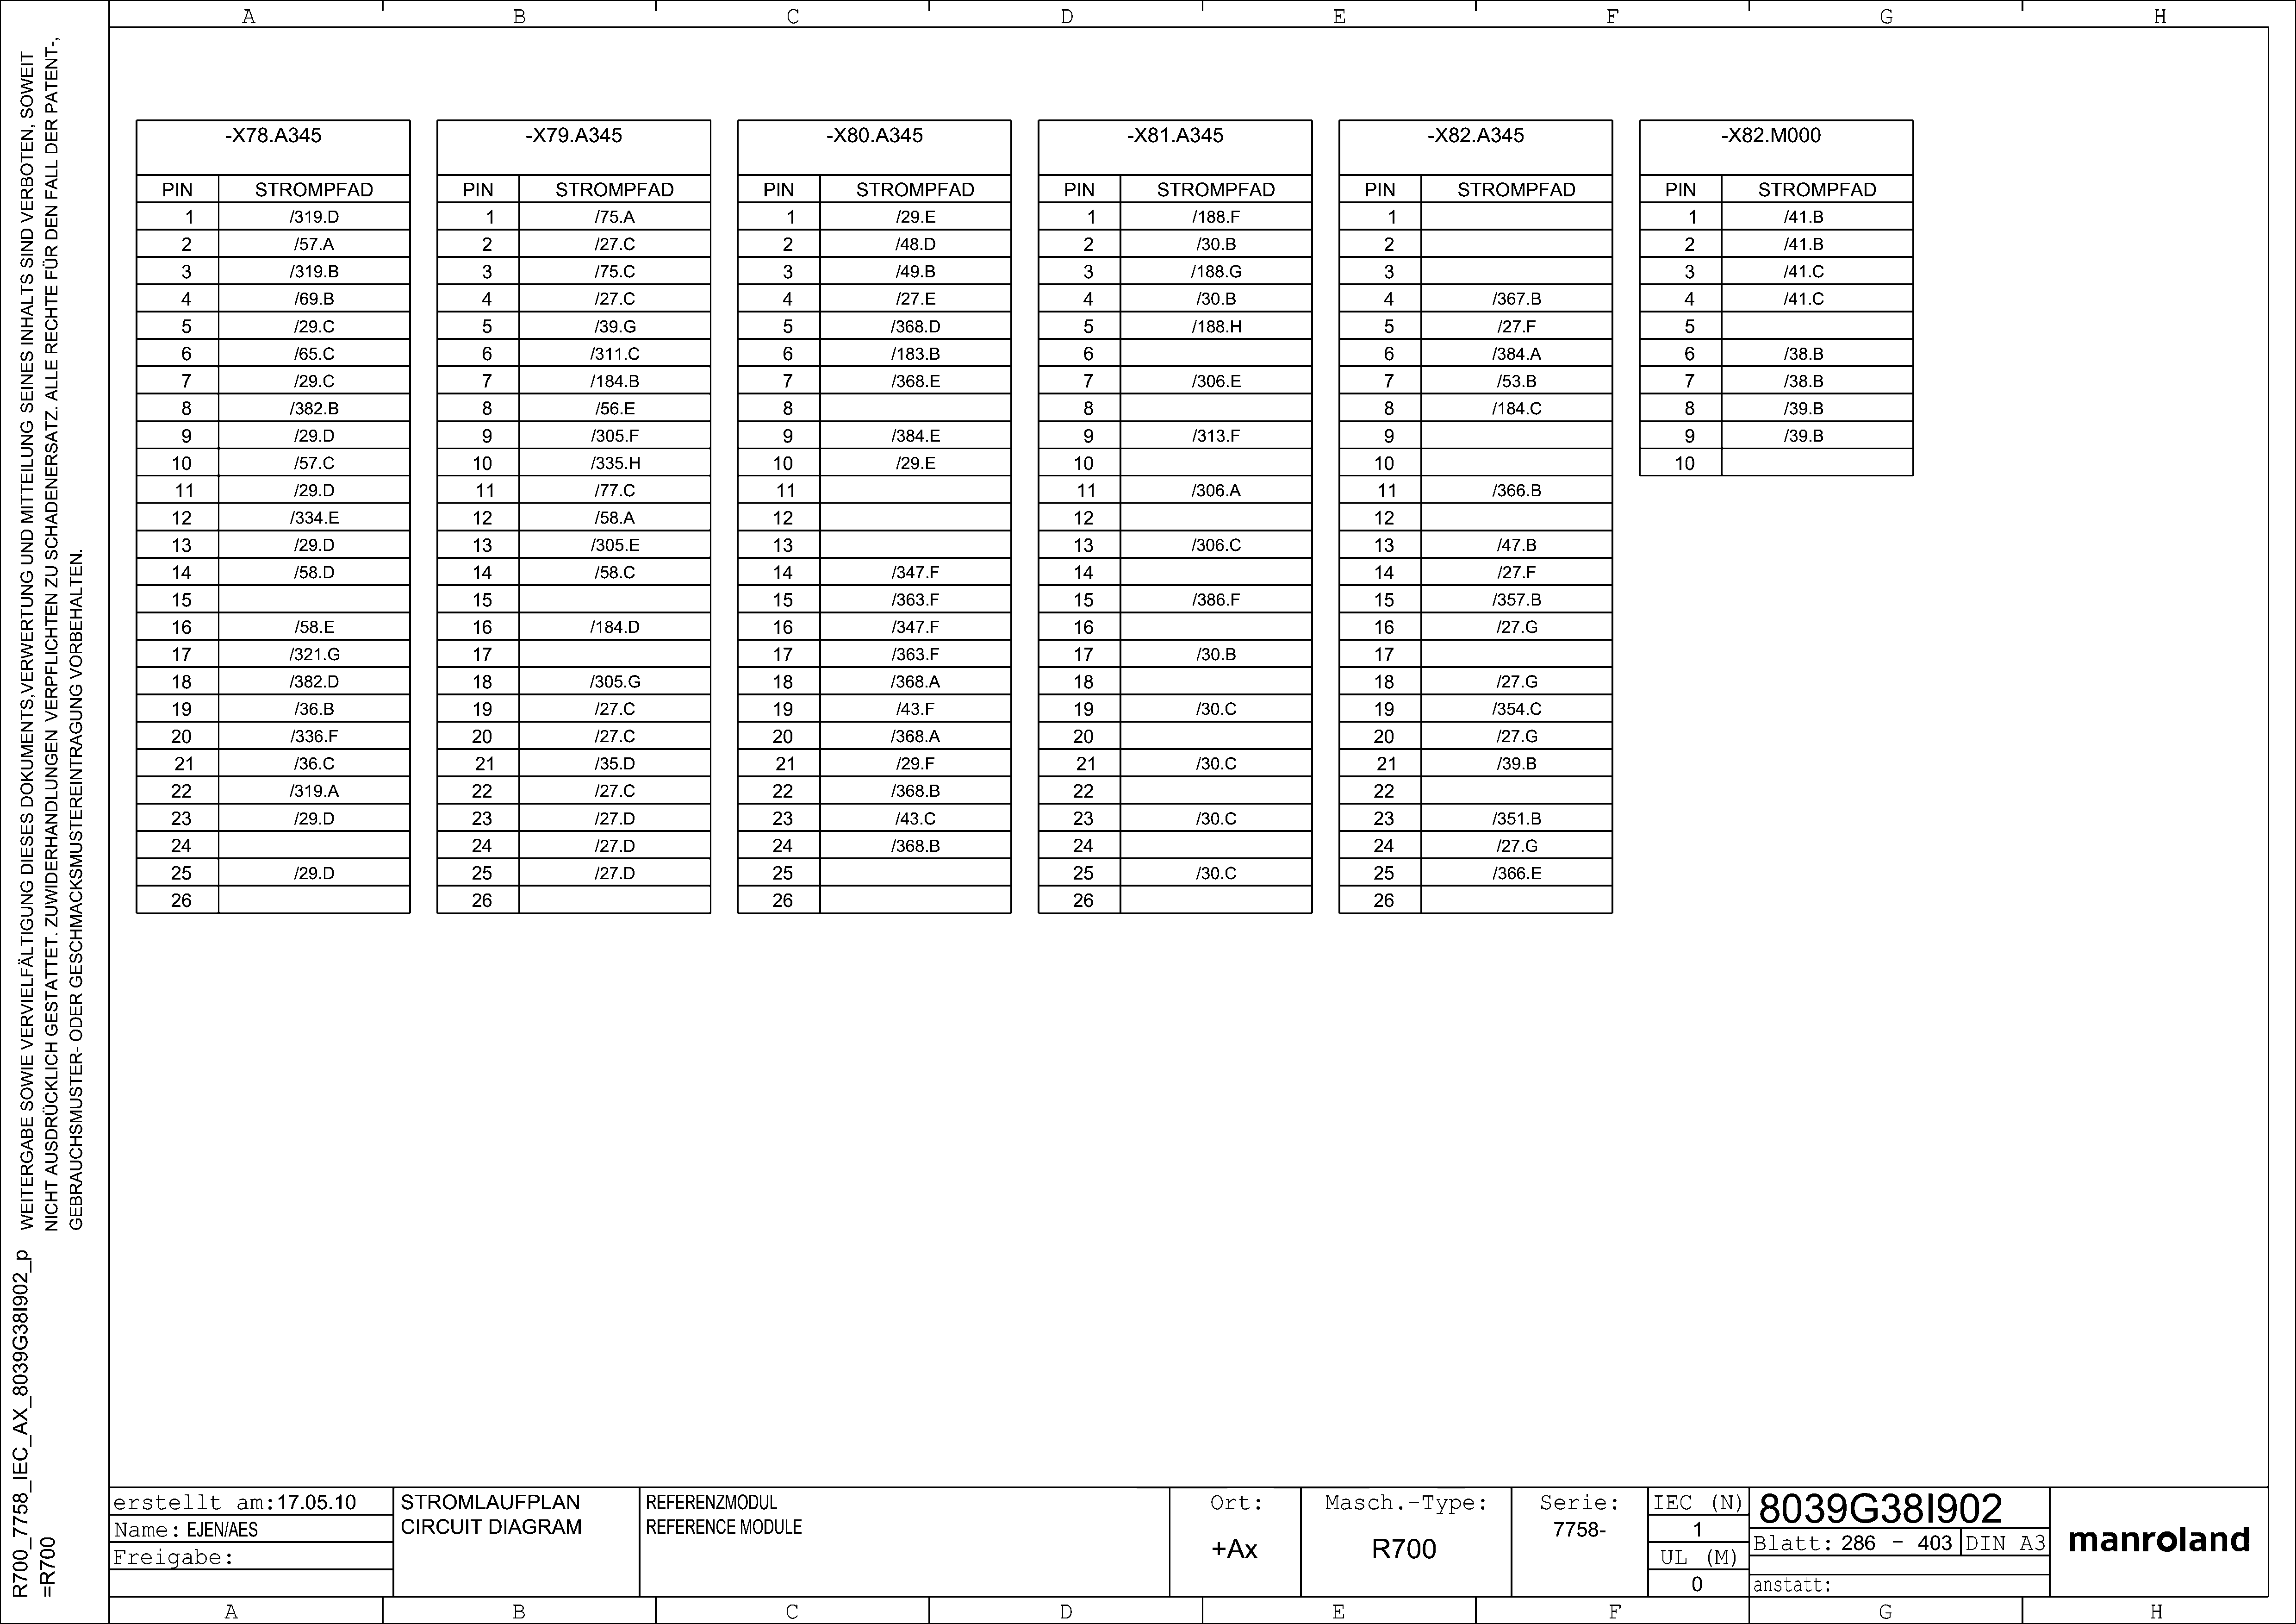 A B C D E F G H
-X78.A345
PIN STROMPFAD
1 /319.D
2 /57.A
3 /319.B
4 /69.B
5 /29.C
6 /65.C
7 /29.C
8 /382.B
9 /29.D
10 /57.C
11 /29.D
12 /334.E
13 /29.D
14 /58.D
15
16 /58.E
17 /321.G
18 /382.D
19 /36.B
20 /336.F
21 /36.C
22 /319.A
23 /29.D
24
25 /29.D
26
-X79.A345
PIN STROMPFAD
1 /75.A
2 /27.C
3 /75.C
4 /27.C
5 /39.G
6 /311.C
7 /184.B
8 /56.E
9 /305.F
10 /335.H
11 /77.C
12 /58.A
13 /305.E
14 /58.C
15
16 /184.D
17
18 /305.G
19 /27.C
20 /27.C
21 /35.D
22 /27.C
23 /27.D
24 /27.D
25 /27.D
26
-X80.A345
PIN STROMPFAD
1 /29.E
2 /48.D
3 /49.B
4 /27.E
5 /368.D
6 /183.B
7 /368.E
8
9 /384.E
10 /29.E
11
12
13
14 /347.F
15 /363.F
16 /347.F
17 /363.F
18 /368.A
19 /43.F
20 /368.A
21 /29.F
22 /368.B
23 /43.C
24 /368.B
25
26
-X81.A345
PIN STROMPFAD
1 /188.F
2 /30.B
3 /188.G
4 /30.B
5 /188.H
6
7 /306.E
8
9 /313.F
10
11 /306.A
12
13 /306.C
14
15 /386.F
16
17 /30.B
18
19 /30.C
20
21 /30.C
22
23 /30.C
24
25 /30.C
26
-X82.A345
PIN STROMPFAD
1
2
3
4 /367.B
5 /27.F
6 /384.A
7 /53.B
8 /184.C
9
10
11 /366.B
12
13 /47.B
14 /27.F
15 /357.B
16 /27.G
17
18 /27.G
19 /354.C
20 /27.G
21 /39.B
22
23 /351.B
24 /27.G
25 /366.E
26
-X82.M000
PIN STROMPFAD
1 /41.B
2 /41.B
3 /41.C
4 /41.C
5
6 /38.B
7 /38.B
8 /39.B
9 /39.B
10
WEITERGABE SOWIE VERVIELFÄLTIGUNG DIESES DOKUMENTS,VERWERTUNG UND MITTEILUNG SEINES INHALTS SIND VERBOTEN, SOWEIT
NICHT AUSDRÜCKLICH GESTATTET. ZUWIDERHANDLUNGEN VERPFLICHTEN ZU SCHADENERSATZ. ALLE RECHTE FÜR DEN FALL DER PATENT-,
GEBRAUCHSMUSTER- ODER GESCHMACKSMUSTEREINTRAGUNG VORBEHALTEN.
R700_7758_IEC_AX_8039G38I902_p
=R700
erstellt am:17.05.10
Name: EJEN/AES
Freigabe:
STROMLAUFPLAN
CIRCUIT DIAGRAM
REFERENZMODUL
REFERENCE MODULE
Ort:
+Ax
Masch.-Type:
R700
Serie:
7758-
IEC (N)
1
UL (M)
0
8039G38I902
Blatt: 286 - 403 DIN A3
anstatt:
manroland
A B C D E F G H